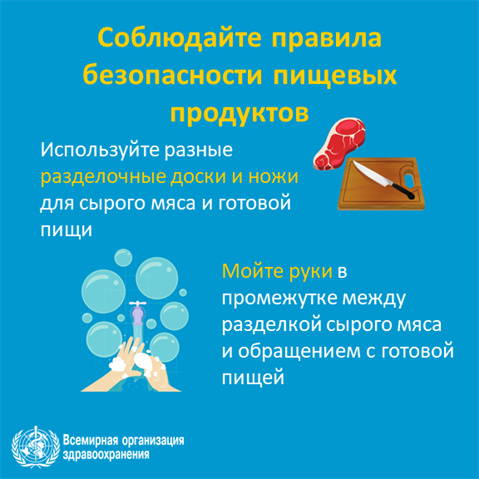 Соблюдайте правила
безопасности пищевых
продуктов
Используйте разные
разделочные доски и ножи
для сырого мяса и готовой
пищи
Мойте руки в
промежутке между
разделкой сырого мяса
и обращением с готовой
пищей
Всемирная организация
здравоохранения